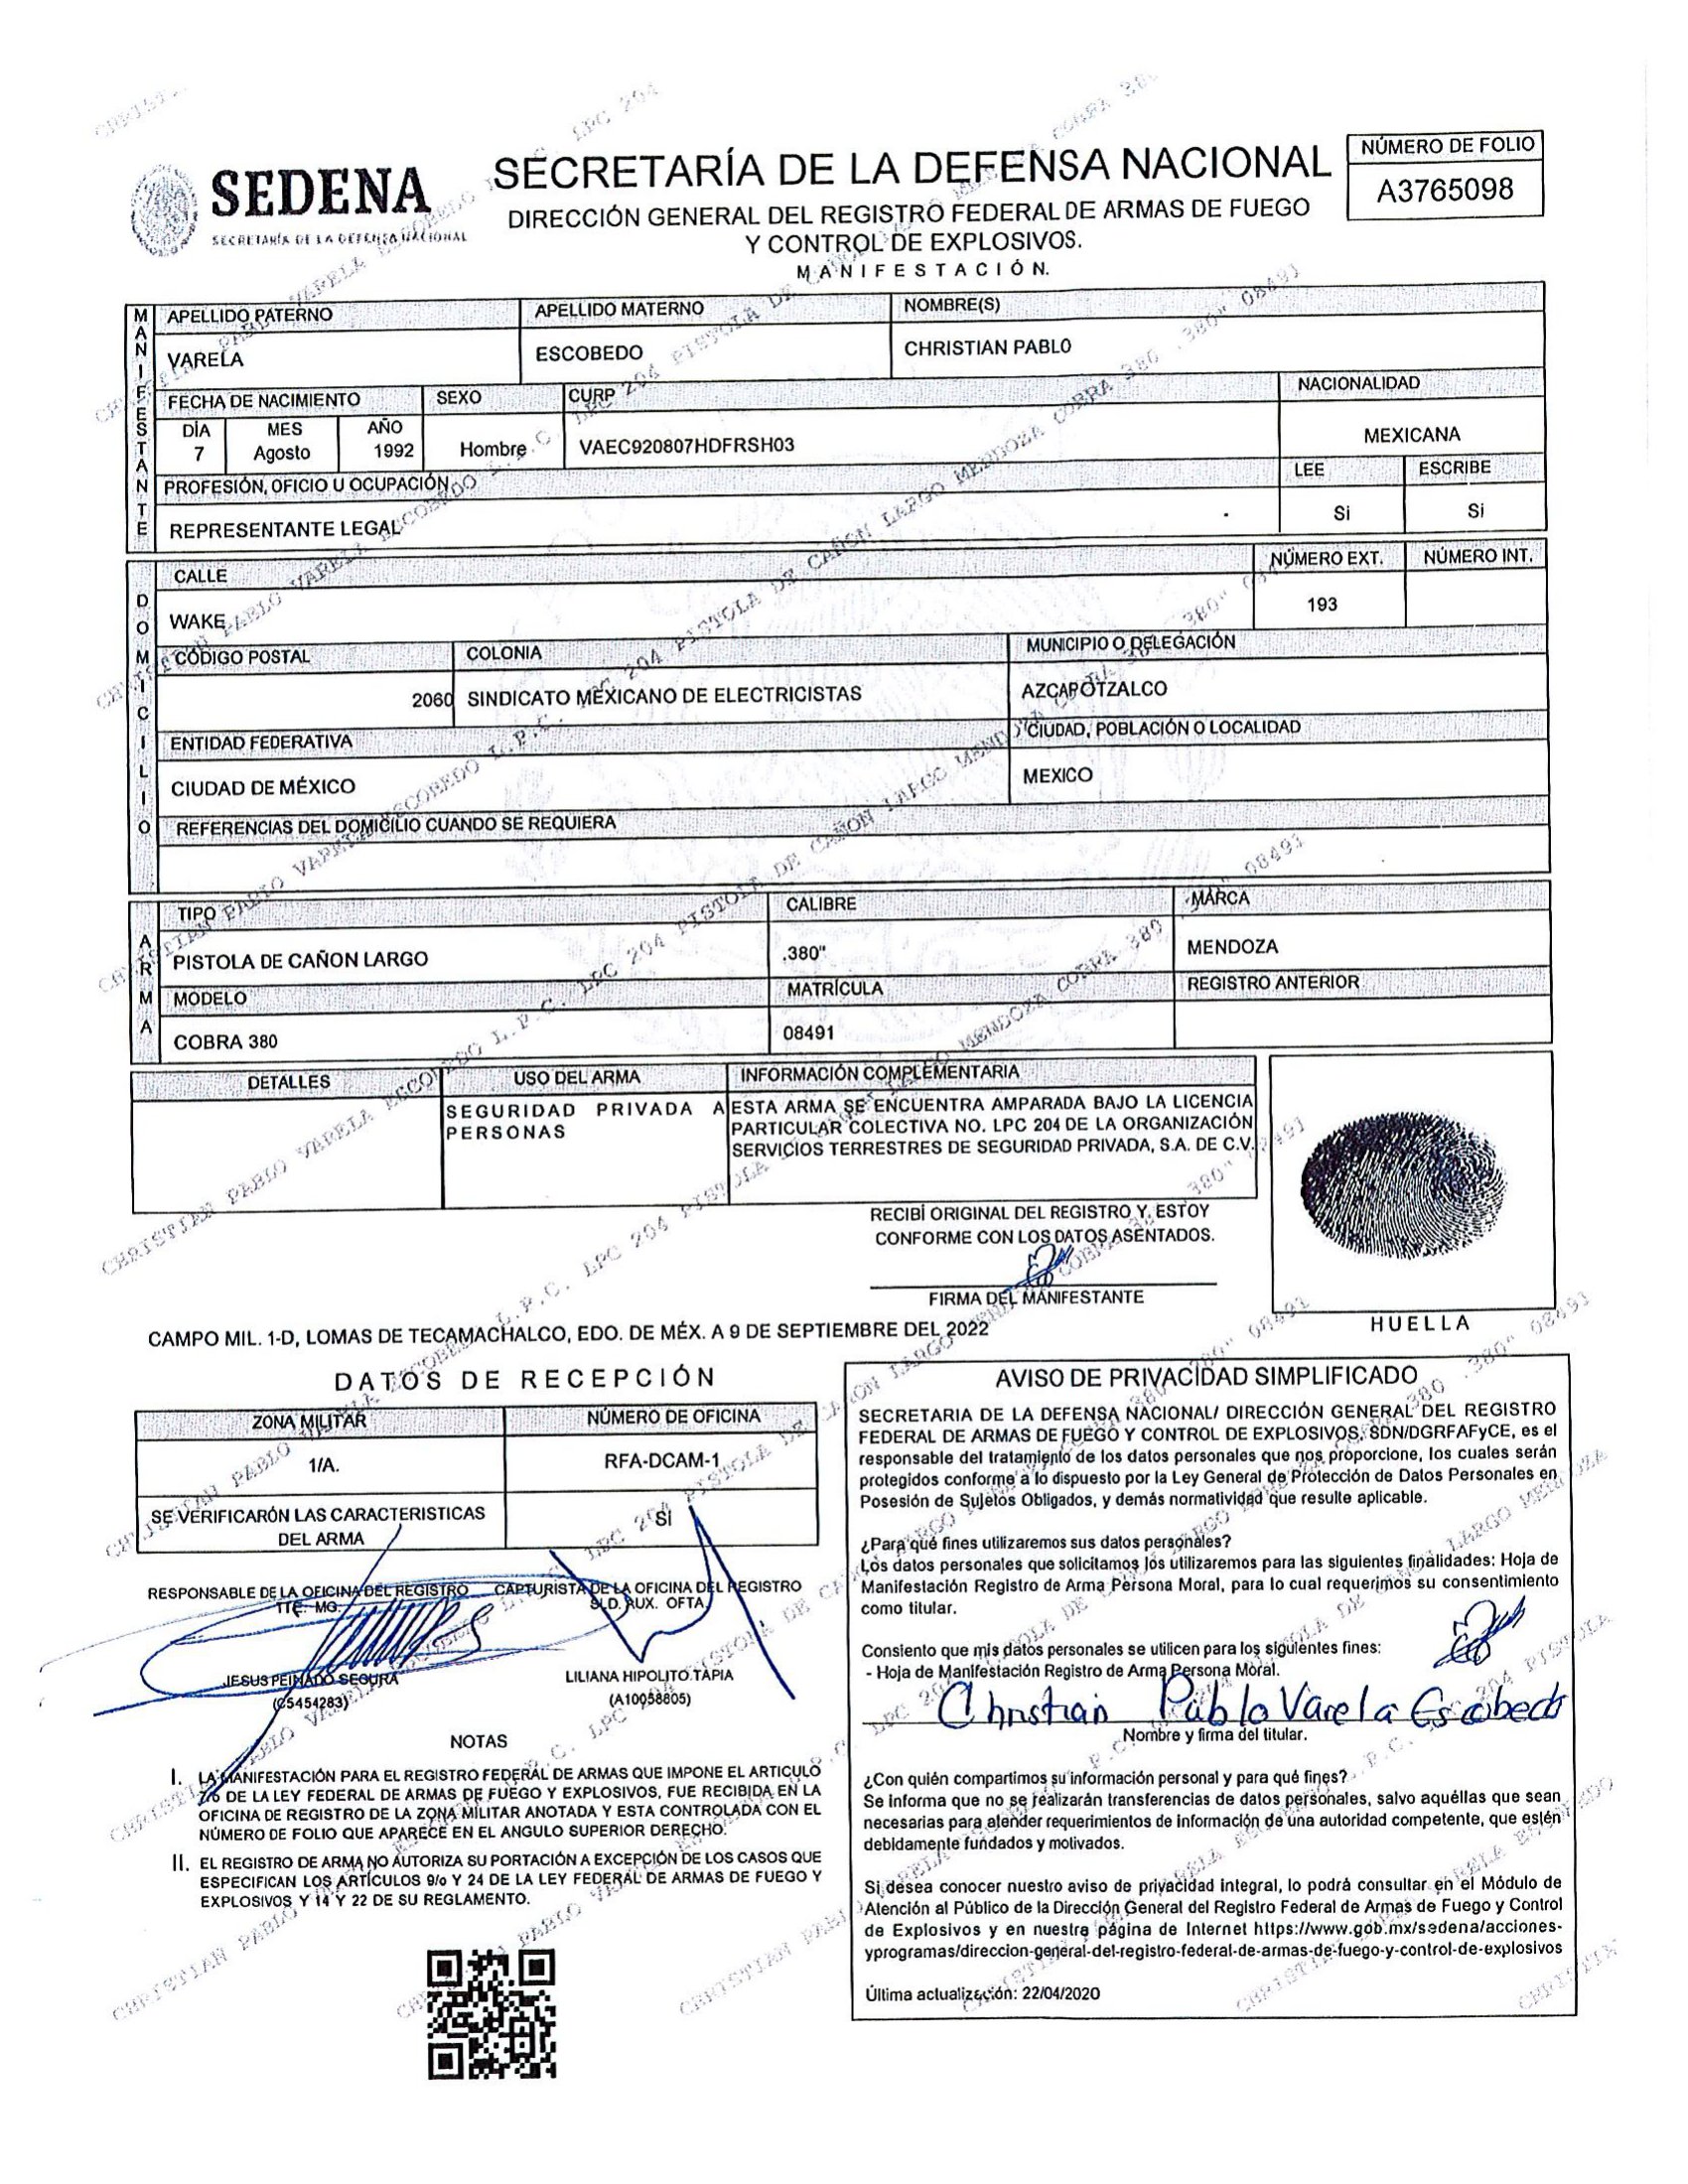 SEDENA
SECRETARÍA DE LA DEFENSA NACIONAL
SECRETARÍA DE LA DEFENSA NACIONAL
DIRECCIÓN GENERAL DEL REGISTRO FEDERAL DE ARMAS DE FUEGO
Y CONTROL DE EXPLOSIVOS.
MANIFESTACIÓN.
NÚMERO DE FOLIO
A3765098
MANIFESTANTE
APELLIDO PATERNO APELLIDO MATERNO NOMBRE(S)
VARELA ESCOBEDO CHRISTIAN PABLO
FECHA DE NACIMIENTO SEXO CURP NACIONALIDAD
DÍA MES AÑO
7 Agosto 1992 Hombre VAEC920807HDFRSH03 MEXICANA
PROFESIÓN, OFICIO U OCUPACIÓN LEE ESCRIBE
REPRESENTANTE LEGAL Si Si
DOMICILIO
CALLE NÚMERO EXT. NÚMERO INT.
WAKE 193
CÓDIGO POSTAL COLONIA MUNICIPIO O DELEGACIÓN
2060 SINDICATO MEXICANO DE ELECTRICISTAS AZCAPOTZALCO
ENTIDAD FEDERATIVA CIUDAD, POBLACIÓN O LOCALIDAD
CIUDAD DE MÉXICO MEXICO
REFERENCIAS DEL DOMICILIO CUANDO SE REQUIERA
ARMA
TIPO CALIBRE MARCA
PISTOLA DE CAÑON LARGO .380" MENDOZA
MODELO MATRÍCULA REGISTRO ANTERIOR
COBRA 380 08491
DETALLES USO DEL ARMA INFORMACIÓN COMPLEMENTARIA
SEGURIDAD PRIVADA A
PERSONAS
ESTA ARMA SE ENCUENTRA AMPARADA BAJO LA LICENCIA
PARTICULAR COLECTIVA NO. LPC 204 DE LA ORGANIZACIÓN
SERVICIOS TERRESTRES DE SEGURIDAD PRIVADA, S.A. DE C.V.
RECIBÍ ORIGINAL DEL REGISTRO Y ESTOY
CONFORME CON LOS DATOS ASENTADOS.
FIRMA DEL MANIFESTANTE
HUELLA
CAMPO MIL. 1-D, LOMAS DE TECAMACHALCO, EDO. DE MÉX. A 9 DE SEPTIEMBRE DEL 2022
DATOS DE RECEPCIÓN
ZONA MILITAR NÚMERO DE OFICINA
1/A. RFA-DCAM-1
SE VERIFICARÓN LAS CARACTERISTICAS
DEL ARMA
SI
RESPONSABLE DE LA OFICINA DEL REGISTRO
TTE. MG.
JESUS PEINADO SEGURA
(C5454283)
CAPTURISTA DE LA OFICINA DEL REGISTRO
SLD. AUX. OFTA.
LILIANA HIPOLITO TAPIA
(A10058805)
NOTAS
I. LA MANIFESTACIÓN PARA EL REGISTRO FEDERAL DE ARMAS QUE IMPONE EL ARTICULO
7/o DE LA LEY FEDERAL DE ARMAS DE FUEGO Y EXPLOSIVOS, FUE RECIBIDA EN LA
OFICINA DE REGISTRO DE LA ZONA MILITAR ANOTADA Y ESTA CONTROLADA CON EL
NÚMERO DE FOLIO QUE APARECE EN EL ANGULO SUPERIOR DERECHO.
II. EL REGISTRO DE ARMA NO AUTORIZA SU PORTACIÓN A EXCEPCIÓN DE LOS CASOS QUE
ESPECIFICAN LOS ARTÍCULOS 9/o Y 24 DE LA LEY FEDERAL DE ARMAS DE FUEGO Y
EXPLOSIVOS Y 14 Y 22 DE SU REGLAMENTO.
AVISO DE PRIVACIDAD SIMPLIFICADO
SECRETARIA DE LA DEFENSA NACIONAL/ DIRECCIÓN GENERAL DEL REGISTRO
FEDERAL DE ARMAS DE FUEGO Y CONTROL DE EXPLOSIVOS, SDN/DGRFAFyCE, es el
responsable del tratamiento de los datos personales que nos proporcione, los cuales serán
protegidos conforme a lo dispuesto por la Ley General de Protección de Datos Personales en
Posesión de Sujetos Obligados, y demás normatividad que resulte aplicable.
¿Para qué fines utilizaremos sus datos personales?
Los datos personales que solicitamos los utilizaremos para las siguientes finalidades: Hoja de
Manifestación Registro de Arma Persona Moral, para lo cual requerimos su consentimiento
como titular.
Consiento que mis datos personales se utilicen para los siguientes fines:
- Hoja de Manifestación Registro de Arma Persona Moral.
Christian Pablo Varela Escobedo
Nombre y firma del titular.
¿Con quién compartimos su información personal y para qué fines?
Se informa que no se realizarán transferencias de datos personales, salvo aquéllas que sean
necesarias para atender requerimientos de información de una autoridad competente, que estén
debidamente fundados y motivados.
Si desea conocer nuestro aviso de privacidad integral, lo podrá consultar en el Módulo de
Atención al Público de la Dirección General del Registro Federal de Armas de Fuego y Control
de Explosivos y en nuestra página de Internet https://www.gob.mx/sedena/acciones-
yprogramas/direccion-general-del-registro-federal-de-armas-de-fuego-y-control-de-explosivos
Última actualización: 22/04/2020